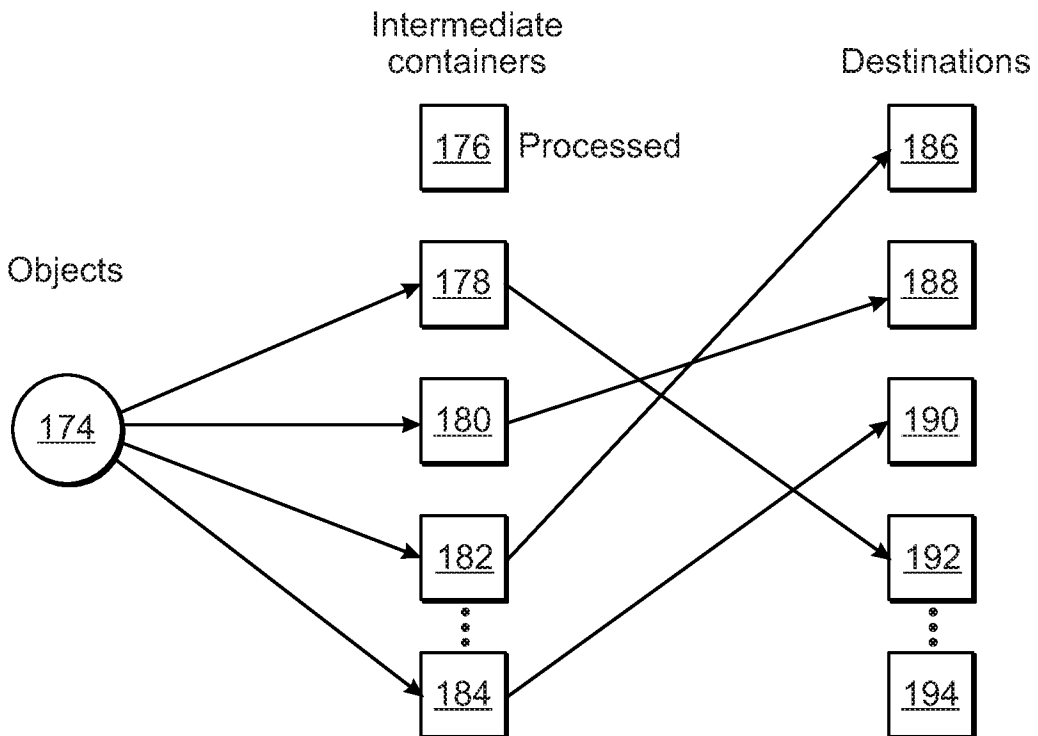 Intermediate
containers
Destinations
176 Processed
186
Objects
178
188
174
180
190
182
192
184
194